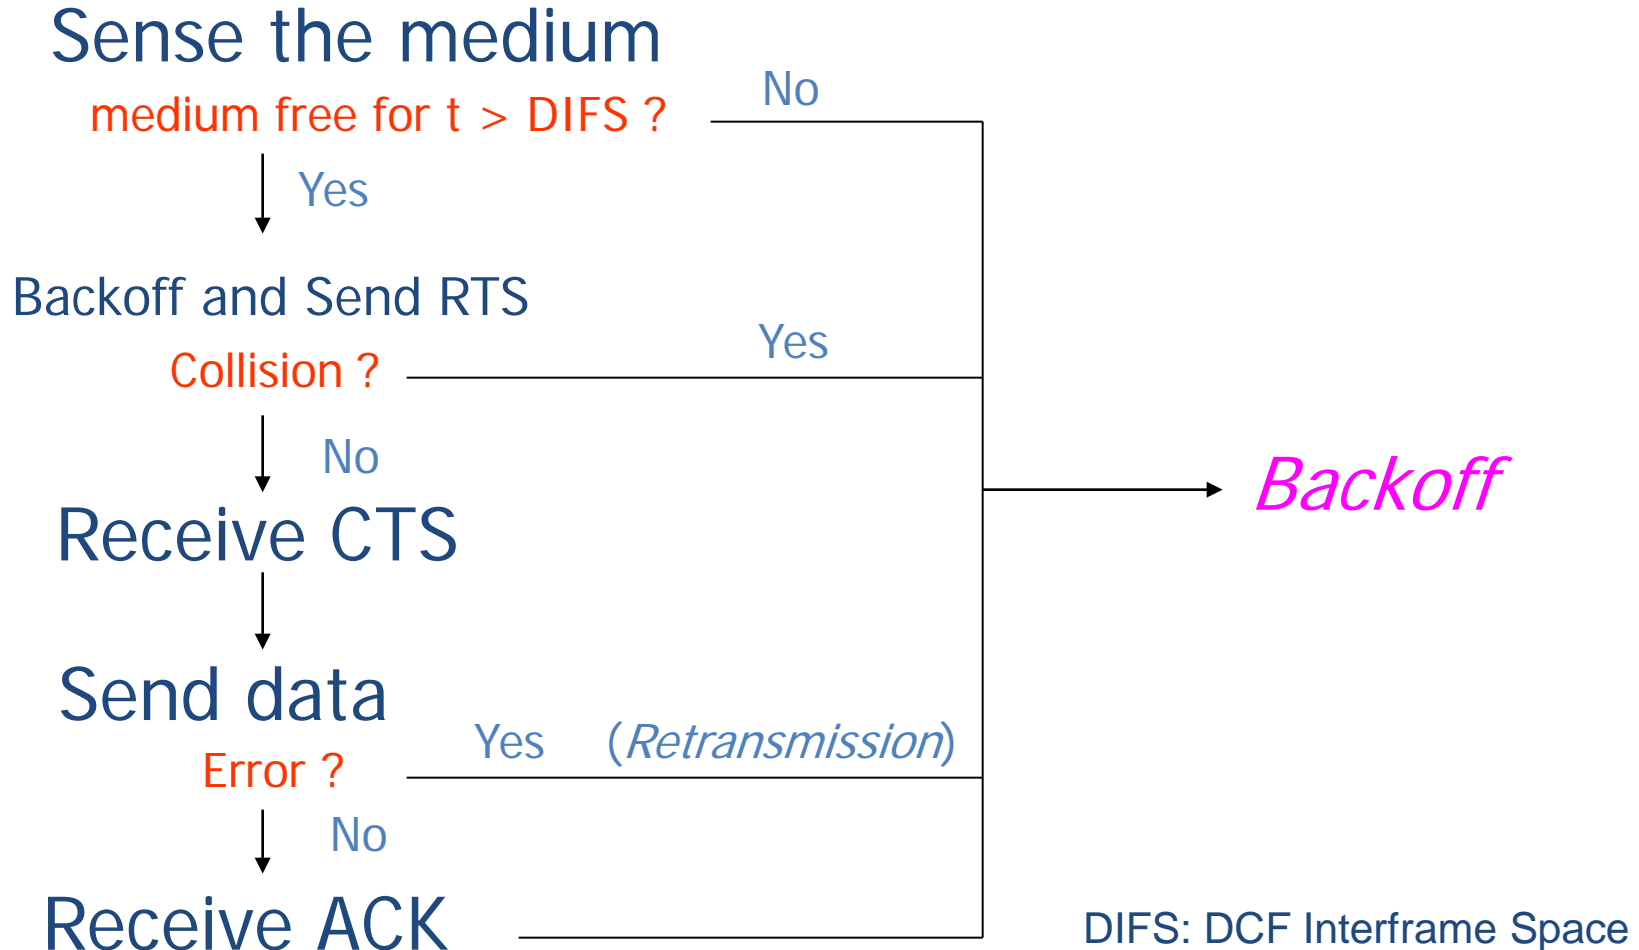 Sense the medium
medium free for t > DIFS ?
No
Yes
Backoff and Send RTS
Collision ?
Yes
No
Receive CTS
Backoff
Send data
Error ?
Yes (Retransmission)
No
Receive ACK
DIFS: DCF Interframe Space